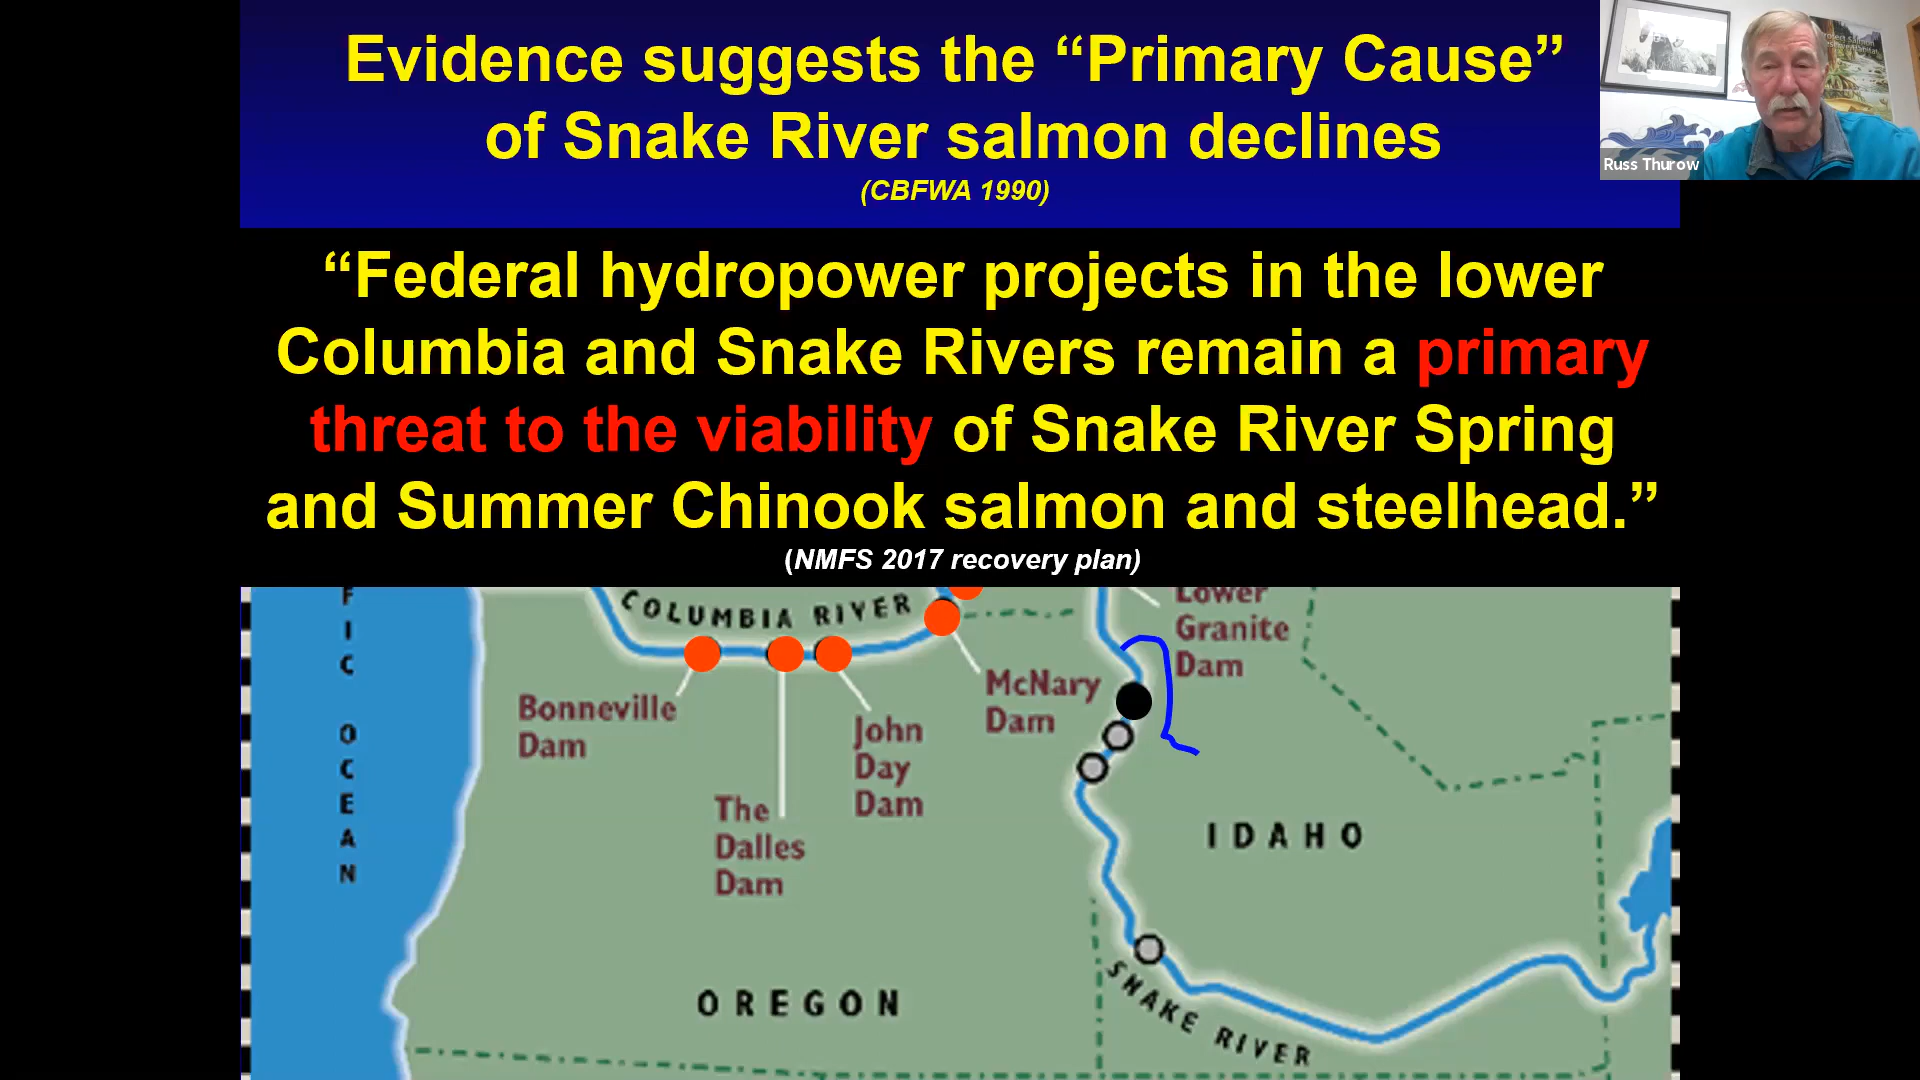 Evidence suggests the “Primary Cause”
of Snake River salmon declines
(CBFWA 1990)
Russ Thurow
“Federal hydropower projects in the lower
Columbia and Snake Rivers remain a primary
threat to the viability of Snake River Spring
and Summer Chinook salmon and steelhead.”
(NMFS 2017 recovery plan)
F
I
C
OCEAN
COLUMBIA RIVER
Lower
Granite
Dam
McNary
Dam
Bonneville
Dam
John
Day
Dam
The
Dalles
Dam
IDAHO
OREGON
SNAKE RIVER